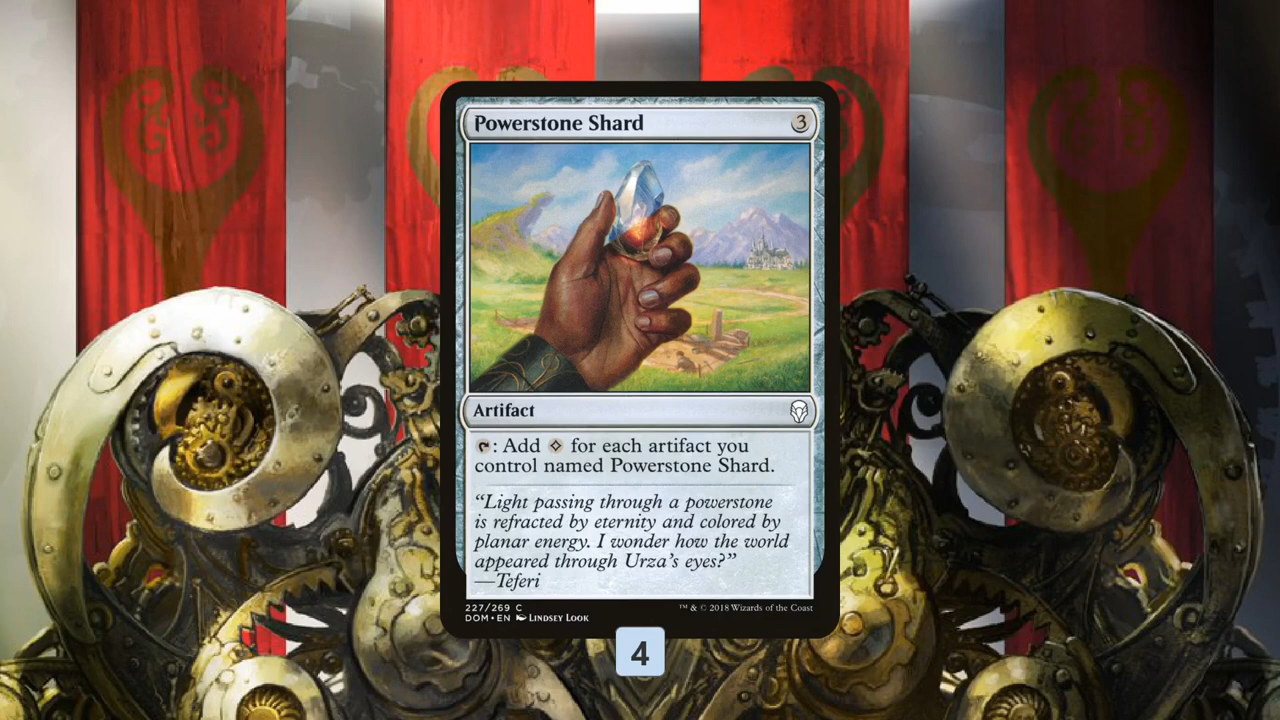 Powerstone Shard 3
Artifact
: Add for each artifact you
control named Powerstone Shard.
“Light passing through a powerstone
is refracted by eternity and colored by
planar energy. I wonder how the world
appeared through Urza’s eyes?”
—Teferi
227/269 C
DOM • EN LINDSEY LOOK
™ & © 2018 Wizards of the Coast
4